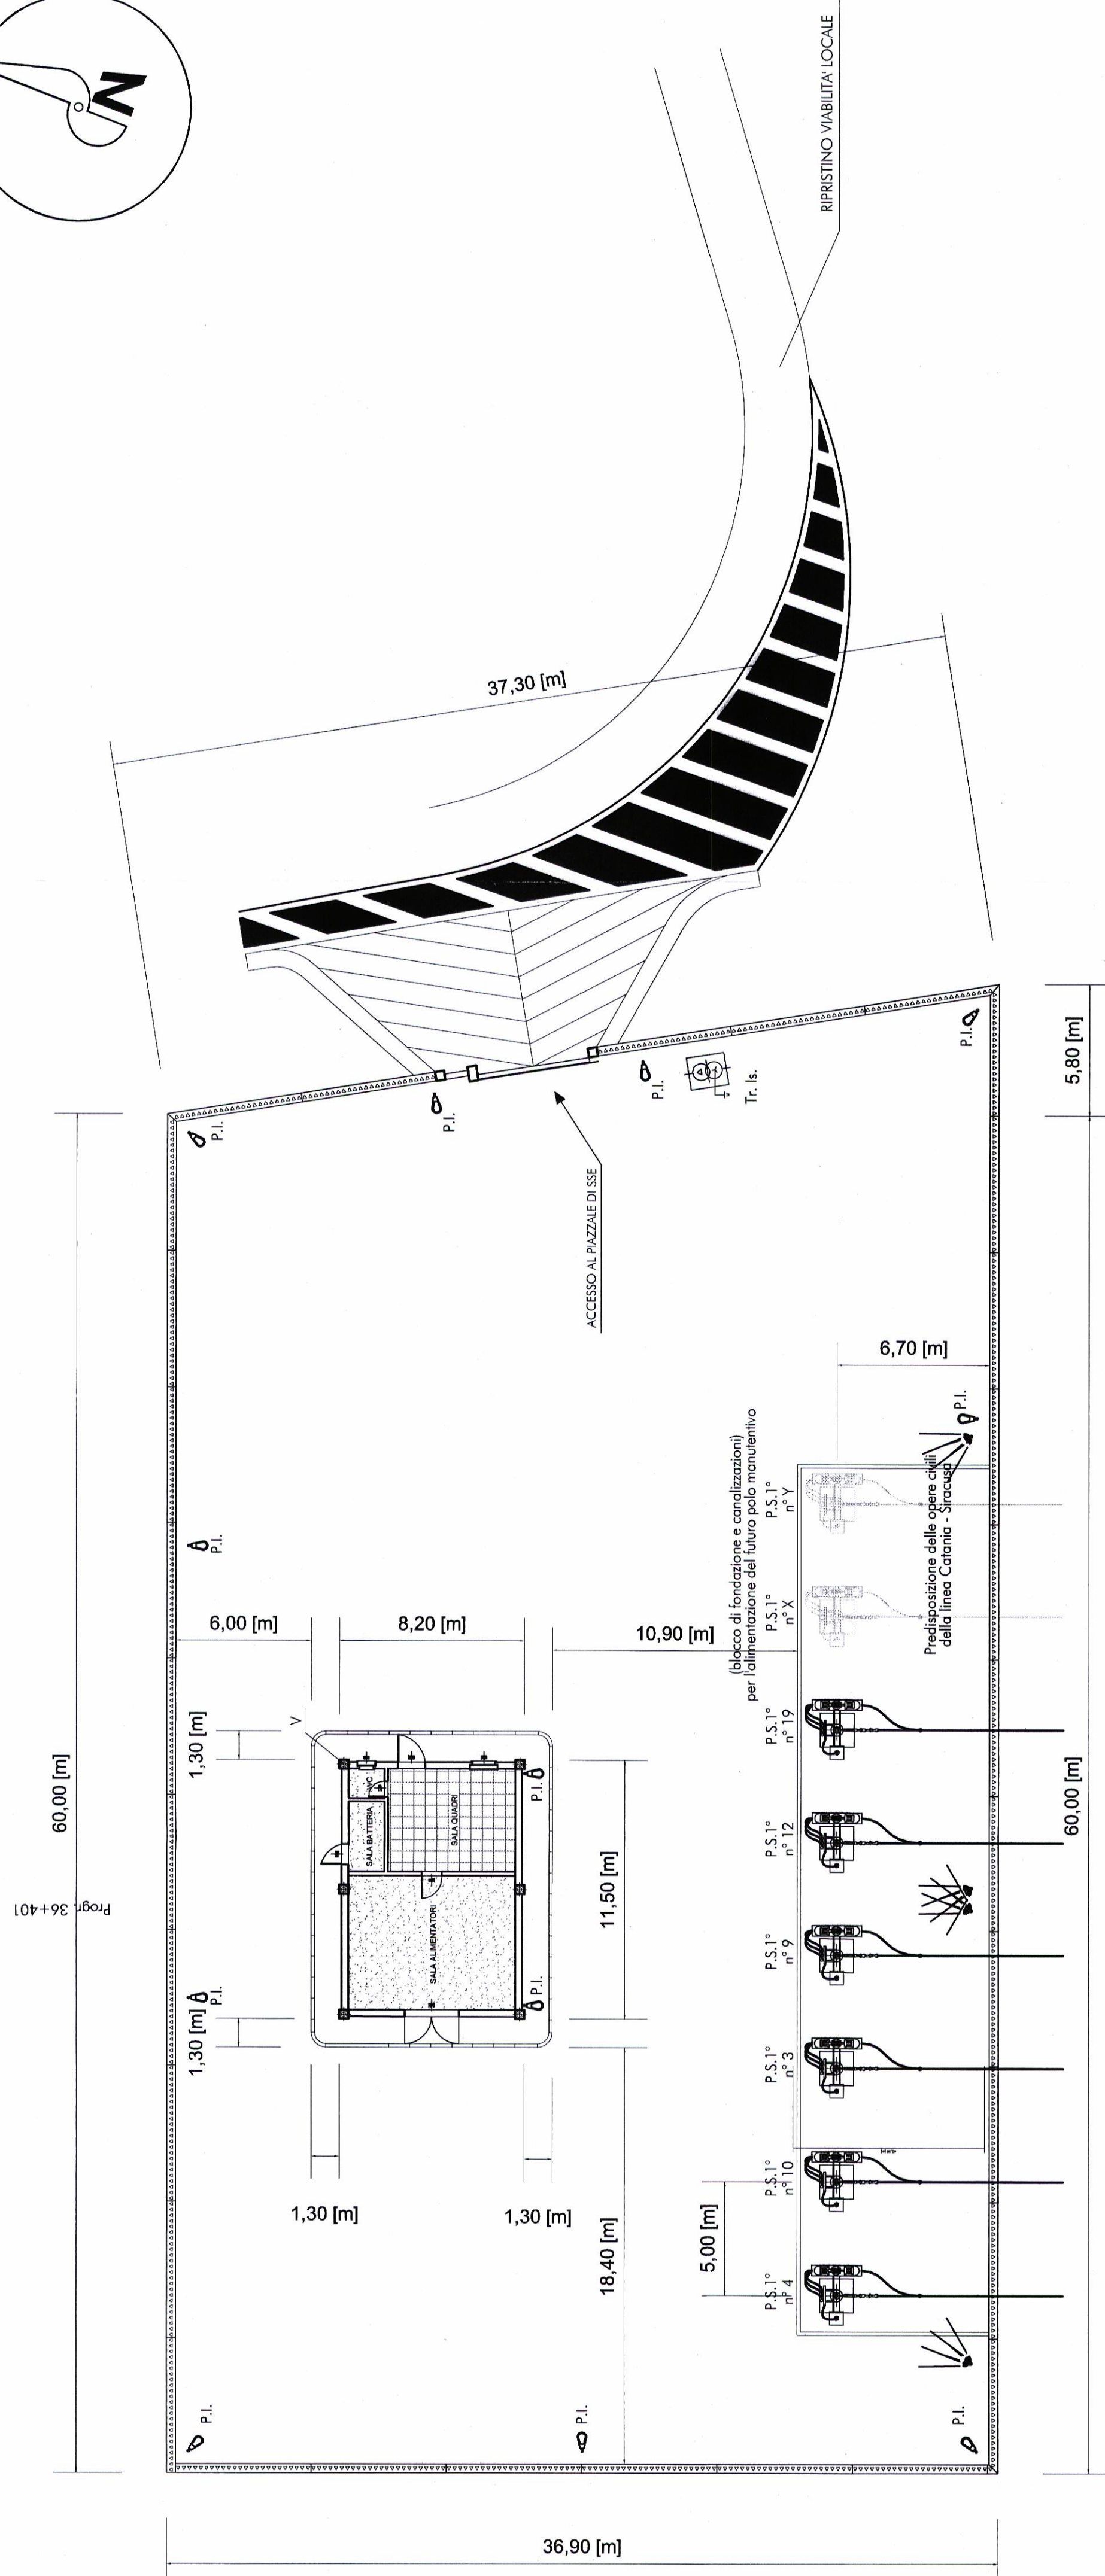 N
RIPRISTINO VIABILITA' LOCALE
37,30 [m]
5,80 [m]
P.I.
P.I.
Tr. Is.
P.I.
P.I.
ACCESSO AL PIAZZALE DI SSE
60,00 [m]
6,70 [m]
P.I.
(blocco di fondazione e canalizzazioni)
per l'alimentazione del futuro polo manutentivo
Predisposizione delle opere civili
della linea Catania - Siracusa
P.S.1°
n° Y
P.S.1°
n° X
P.S.1°
n° 19
P.S.1°
n° 12
P.S.1°
n° 9
P.S.1°
n° 3
P.S.1°
n° 10
P.S.1°
n° 4
P.I.
6,00 [m]
8,20 [m]
10,90 [m]
V
1,30 [m]
WC
SALA BATTERIA
SALA QUADRI
SALA ALIMENTATORI
P.I.
P.I.
11,50 [m]
60,00 [m]
Progr. 36+401
P.I.
1,30 [m]
1,30 [m]
1,30 [m]
18,40 [m]
5,00 [m]
P.I.
P.I.
P.I.
36,90 [m]